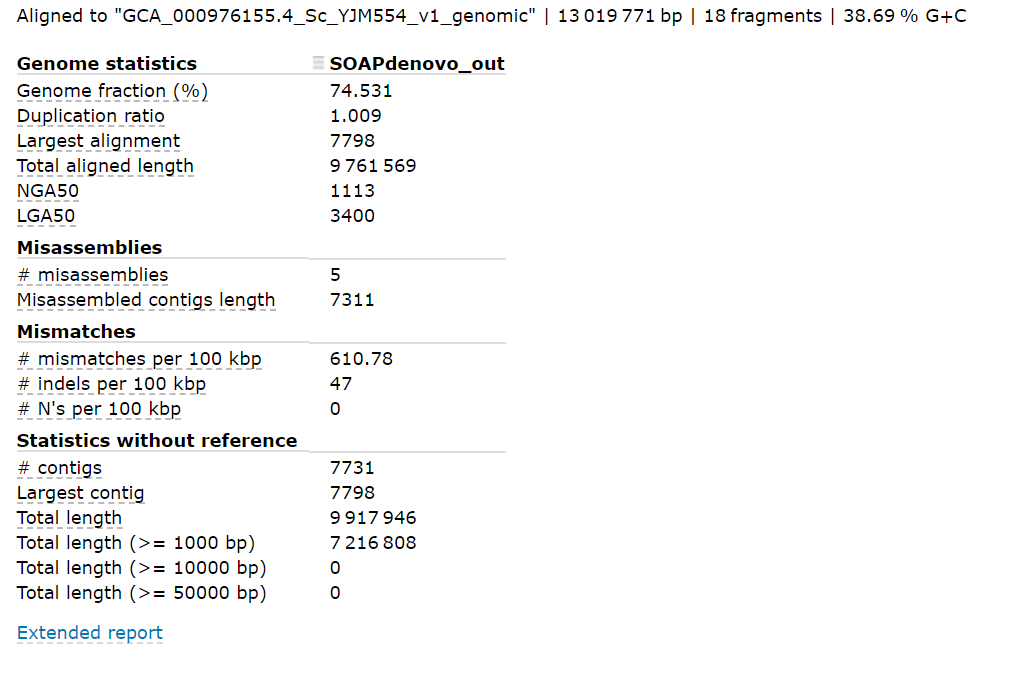 Aligned to "GCA_000976155.4_Sc_YJM554_v1_genomic" | 13 019 771 bp | 18 fragments | 38.69 % G+C
Genome statistics SOAPdenovo_out
Genome fraction (%) 74.531
Duplication ratio 1.009
Largest alignment 7798
Total aligned length 9 761 569
NGA50 1113
LGA50 3400
Misassemblies
# misassemblies 5
Misassembled contigs length 7311
Mismatches
# mismatches per 100 kbp 610.78
# indels per 100 kbp 47
# N's per 100 kbp 0
Statistics without reference
# contigs 7731
Largest contig 7798
Total length 9 917 946
Total length (>= 1000 bp) 7 216 808
Total length (>= 10000 bp) 0
Total length (>= 50000 bp) 0
Extended report